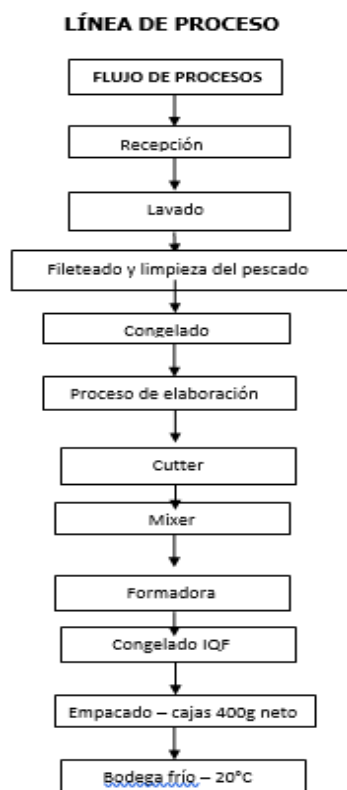 LÍNEA DE PROCESO
FLUJO DE PROCESOS
Recepción
Lavado
Fileteado y limpieza del pescado
Congelado
Proceso de elaboración
Cutter
Mixer
Formadora
Congelado IQF
Empacado – cajas 400g neto
Bodega frío – 20°C